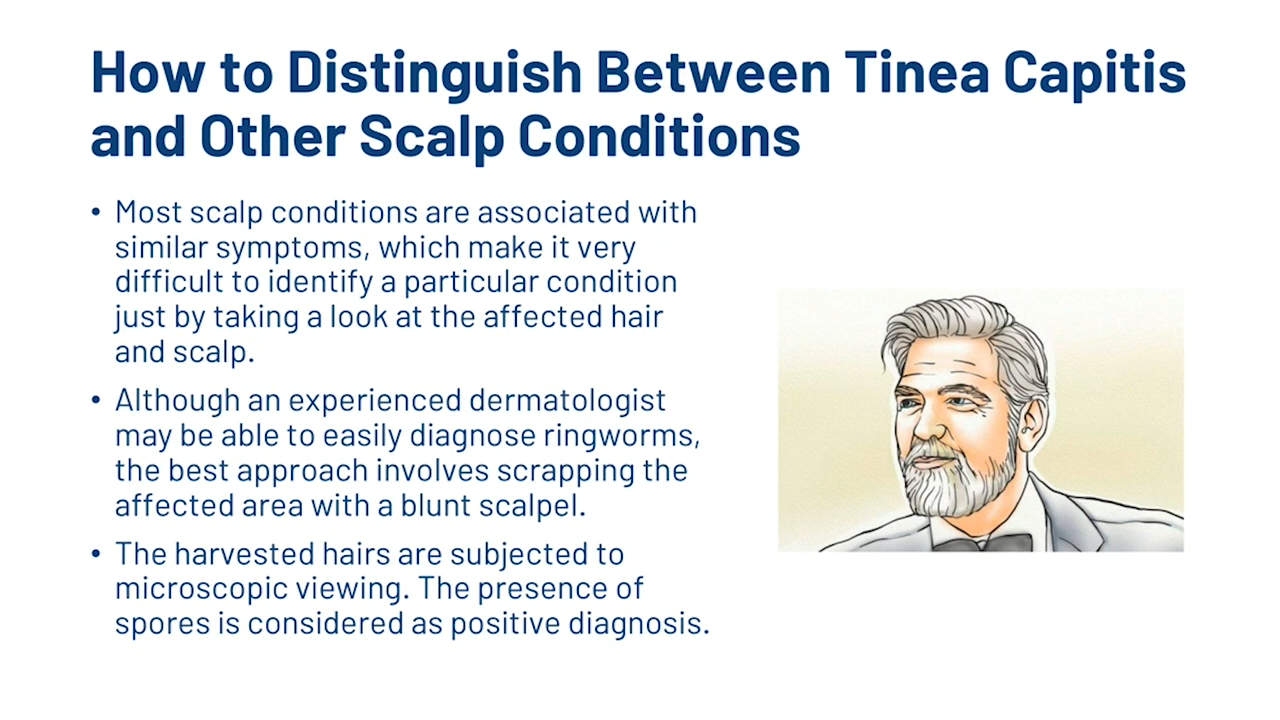 How to Distinguish Between Tinea Capitis
and Other Scalp Conditions
• Most scalp conditions are associated with
similar symptoms, which make it very
difficult to identify a particular condition
just by taking a look at the affected hair
and scalp.
• Although an experienced dermatologist
may be able to easily diagnose ringworms,
the best approach involves scrapping the
affected area with a blunt scalpel.
• The harvested hairs are subjected to
microscopic viewing. The presence of
spores is considered as positive diagnosis.